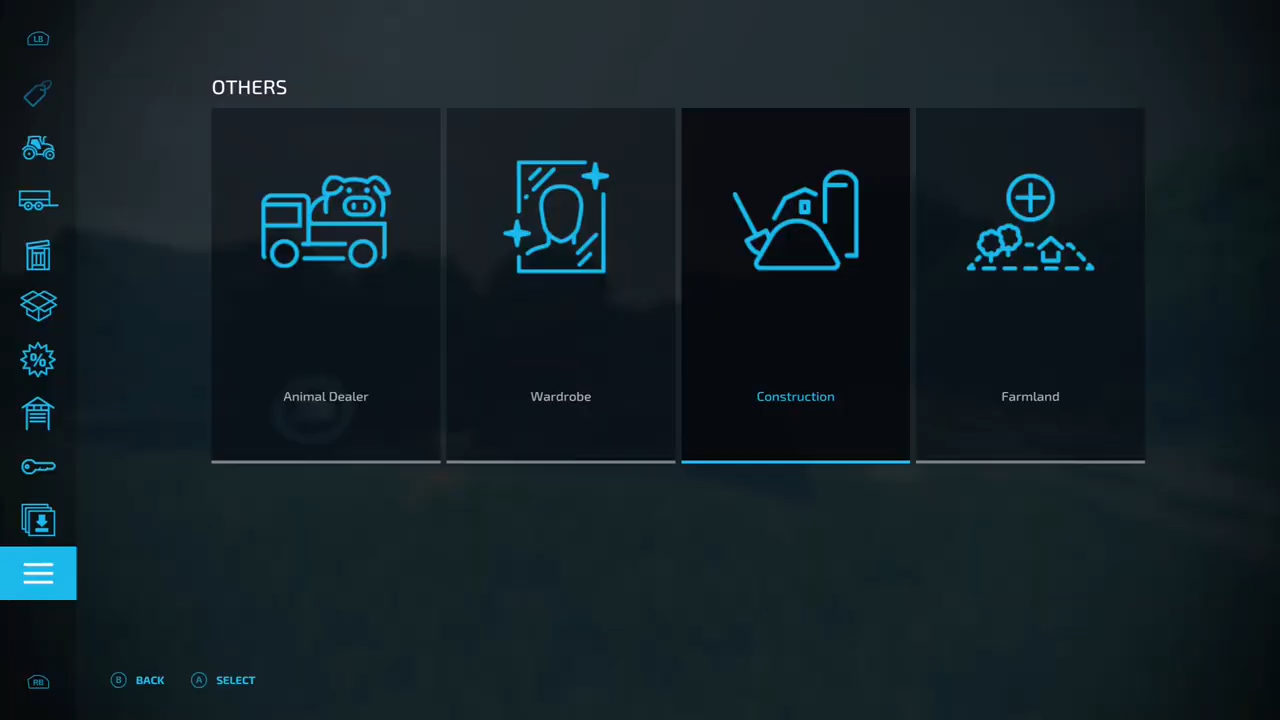 LB
OTHERS
%
Animal Dealer
Wardrobe
Construction
Farmland
RB
B BACK
A SELECT